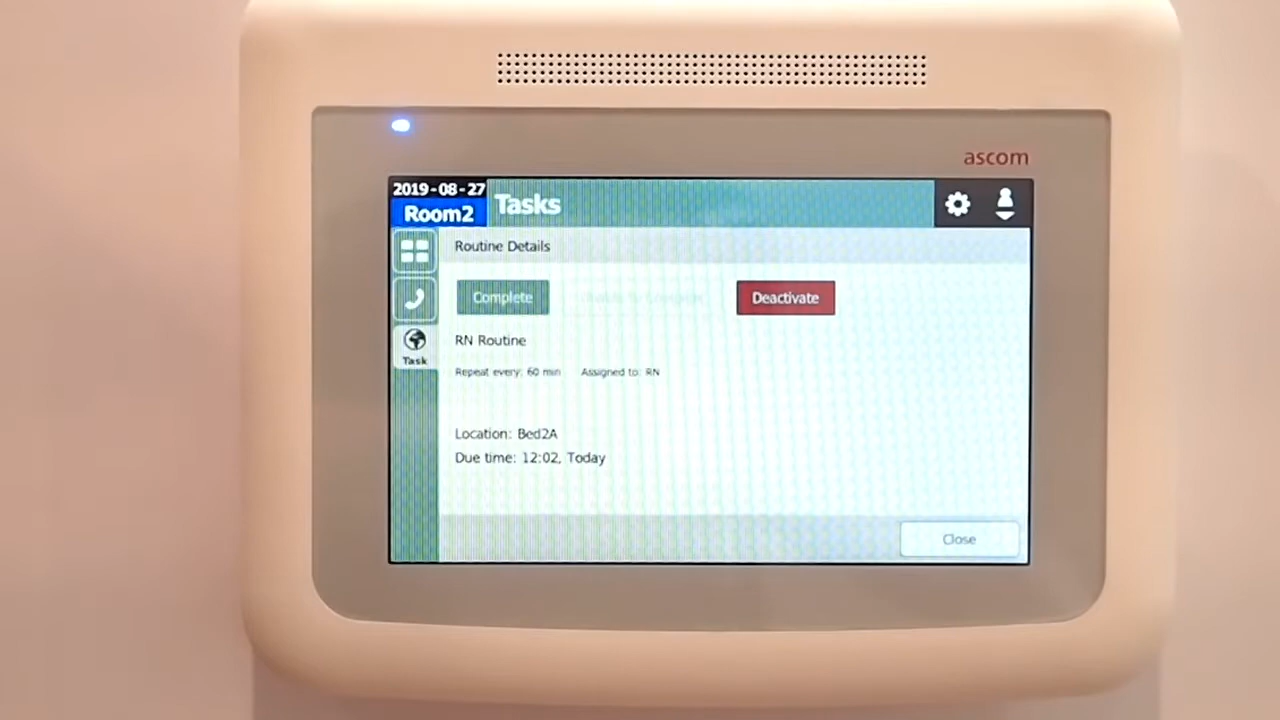 ascom
2019-08-27
Room2
Tasks
Routine Details
Complete
Deactivate
RN Routine
Task
Repeat every: 60 min Assigned to: RN
Location: Bed2A
Due time: 12:02, Today
Close